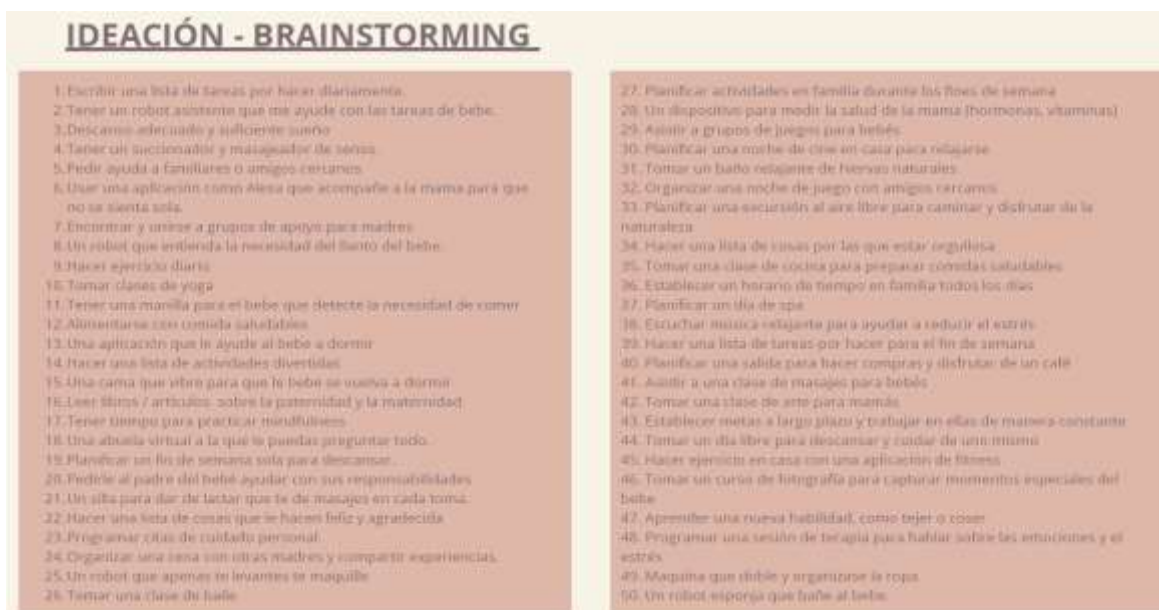 IDEACIÓN - BRAINSTORMING
1. Escribir una lista de tareas por hacer diariamente.
2. Tener un robot asistente que me ayude con las tareas de bebe.
3. Descanso adecuado y suficiente sueño
4. Tener un succionador y masajeador de senos.
5. Pedir ayuda a familiares o amigos cercanos
6. Usar una aplicación como Alexa que acompañe a la mama para que
no se sienta sola.
7. Encontrar y unirse a grupos de apoyo para madres
8. Un robot que entienda la necesidad del llanto del bebe.
9. Hacer ejercicio diario
10. Tomar clases de yoga
11. Tener una manilla para el bebe que detecte la necesidad de comer
12. Alimentarse con comida saludables
13. Una aplicación que le ayude al bebe a dormir
14. Hacer una lista de actividades divertidas
15. Una cama que vibre para que le bebe se vuelva a dormir
16. Leer libros / artículos sobre la paternidad y la maternidad
17. Tener tiempo para practicar mindfulness
18. Una abuela virtual a la que le puedas preguntar todo.
19. Planificar un fin de semana sola para descansar.
20. Pedirle al padre del bebé ayudar con sus responsabilidades
21. Un silla para dar de lactar que te de masajes en cada toma.
22. Hacer una lista de cosas que le hacen feliz y agradecida
23. Programar citas de cuidado personal.
24. Organizar una cena con otras madres y compartir experiencias.
25. Un robot que apenas te levantes te maquille
26. Tomar una clase de baile
27. Planificar actividades en familia durante los fines de semana
28. Un dispositivo para medir la salud de la mama (hormonas, vitaminas)
29. Asistir a grupos de juegos para bebés
30. Planificar una noche de cine en casa para relajarse
31. Tomar un baño relajante de hiervas naturales
32. Organizar una noche de juego con amigos cercanos
33. Planificar una excursión al aire libre para caminar y disfrutar de la
naturaleza
34. Hacer una lista de cosas por las que estar orgullosa
35. Tomar una clase de cocina para preparar comidas saludables
36. Establecer un horario de tiempo en familia todos los días
37. Planificar un día de spa
38. Escuchar música relajante para ayudar a reducir el estrés
39. Hacer una lista de tareas por hacer para el fin de semana
40. Planificar una salida para hacer compras y disfrutar de un café
41. Asistir a una clase de masajes para bebés
42. Tomar una clase de arte para mamás
43. Establecer metas a largo plazo y trabajar en ellas de manera constante
44. Tomar un día libre para descansar y cuidar de uno mismo
45. Hacer ejercicio en casa con una aplicación de fitness
46. Tomar un curso de fotografía para capturar momentos especiales del
bebe
47. Aprender una nueva habilidad, como tejer o coser
48. Programar una sesión de terapia para hablar sobre las emociones y el
estrés
49. Maquina que doble y organizase la ropa
50. Un robot esponja que bañe al bebe